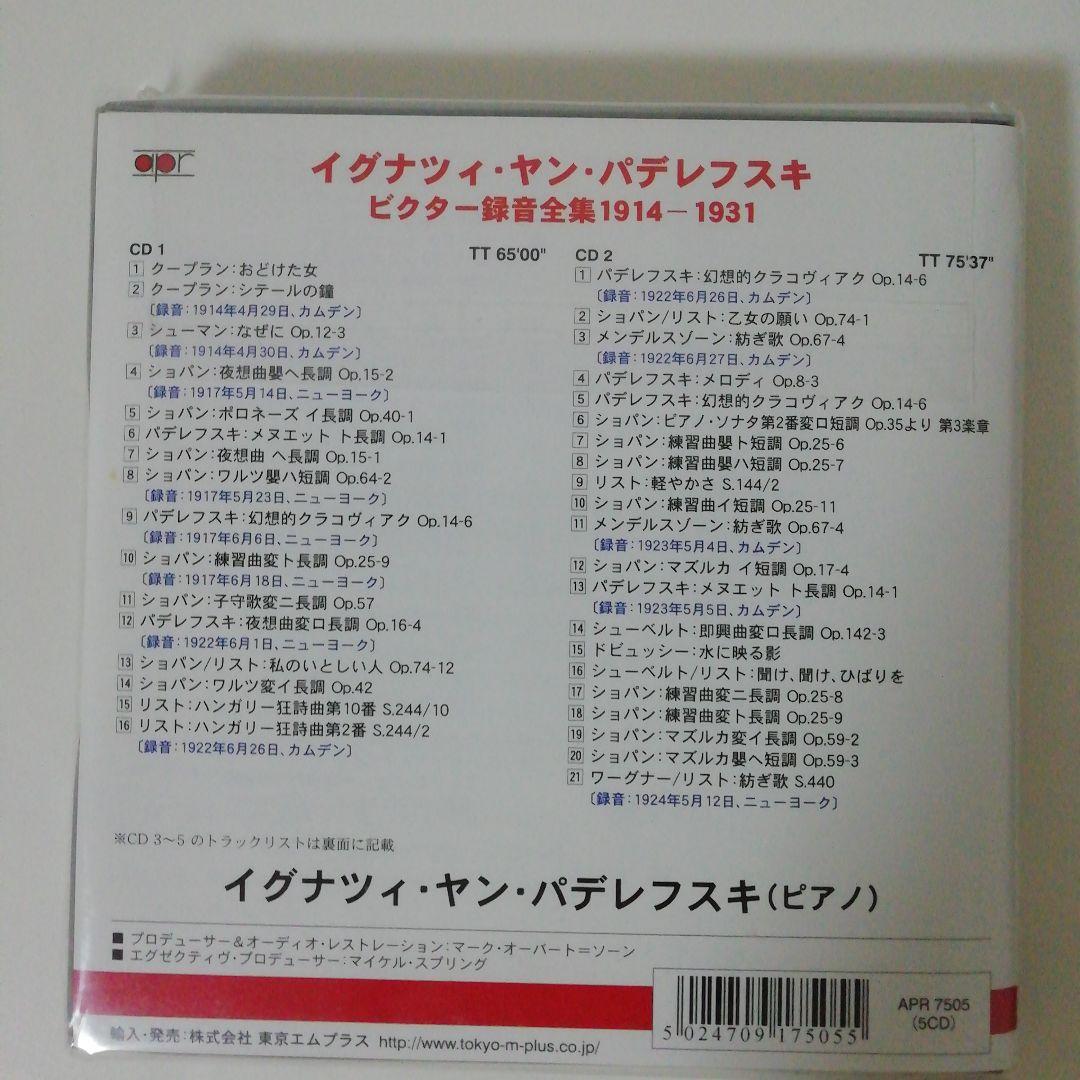 apr
イグナツィ・ヤン・パデレフスキ
ビクター録音全集1914－1931
CD 1 TT 65'00"
1 クープラン：おどけた女
2 クープラン：シテールの鐘
〔録音：1914年4月29日、カムデン〕
3 シューマン：なぜに Op.12-3
〔録音：1914年4月30日、カムデン〕
4 ショパン：夜想曲嬰ヘ長調 Op.15-2
〔録音：1917年5月14日、ニューヨーク〕
5 ショパン：ポロネーズ イ長調 Op.40-1
6 パデレフスキ：メヌエット ト長調 Op.14-1
7 ショパン：夜想曲 ヘ長調 Op.15-1
8 ショパン：ワルツ嬰ハ短調 Op.64-2
〔録音：1917年5月23日、ニューヨーク〕
9 パデレフスキ：幻想的クラコヴィアク Op.14-6
〔録音：1917年6月6日、ニューヨーク〕
10 ショパン：練習曲変ト長調 Op.25-9
〔録音：1917年6月18日、ニューヨーク〕
11 ショパン：子守歌変ニ長調 Op.57
12 パデレフスキ：夜想曲変ロ長調 Op.16-4
〔録音：1922年6月1日、ニューヨーク〕
13 ショパン/リスト：私のいとしい人 Op.74-12
14 ショパン：ワルツ変イ長調 Op.42
15 リスト：ハンガリー狂詩曲第10番 S.244/10
16 リスト：ハンガリー狂詩曲第2番 S.244/2
〔録音：1922年6月26日、カムデン〕
CD 2 TT 75'37"
1 パデレフスキ：幻想的クラコヴィアク Op.14-6
〔録音：1922年6月26日、カムデン〕
2 ショパン/リスト：乙女の願い Op.74-1
3 メンデルスゾーン：紡ぎ歌 Op.67-4
〔録音：1922年6月27日、カムデン〕
4 パデレフスキ：メロディ Op.8-3
5 パデレフスキ：幻想的クラコヴィアク Op.14-6
6 ショパン：ピアノ・ソナタ第2番変ロ短調 Op.35より 第3楽章
7 ショパン：練習曲嬰ト短調 Op.25-6
8 ショパン：練習曲嬰ハ短調 Op.25-7
9 リスト：軽やかさ S.144/2
10 ショパン：練習曲イ短調 Op.25-11
11 メンデルスゾーン：紡ぎ歌 Op.67-4
〔録音：1923年5月4日、カムデン〕
12 ショパン：マズルカ イ短調 Op.17-4
13 パデレフスキ：メヌエット ト長調 Op.14-1
〔録音：1923年5月5日、カムデン〕
14 シューベルト：即興曲変ロ長調 Op.142-3
15 ドビュッシー：水に映る影
16 シューベルト/リスト：聞け、聞け、ひばりを
17 ショパン：練習曲変ニ長調 Op.25-8
18 ショパン：練習曲変ト長調 Op.25-9
19 ショパン：マズルカ変イ長調 Op.59-2
20 ショパン：マズルカ嬰ヘ短調 Op.59-3
21 ワーグナー/リスト：紡ぎ歌 S.440
〔録音：1924年5月12日、ニューヨーク〕
※CD 3～5 のトラックリストは裏面に記載
イグナツィ・ヤン・パデレフスキ（ピアノ）
■ プロデューサー＆オーディオ・レストレーション：マーク・オーバート＝ソーン
■ エグゼクティヴ・プロデューサー：マイケル・スプリング
輸入・発売：株式会社 東京エムプラス http://www.tokyo-m-plus.co.jp/
5 024709 175055
APR 7505
（5CD）